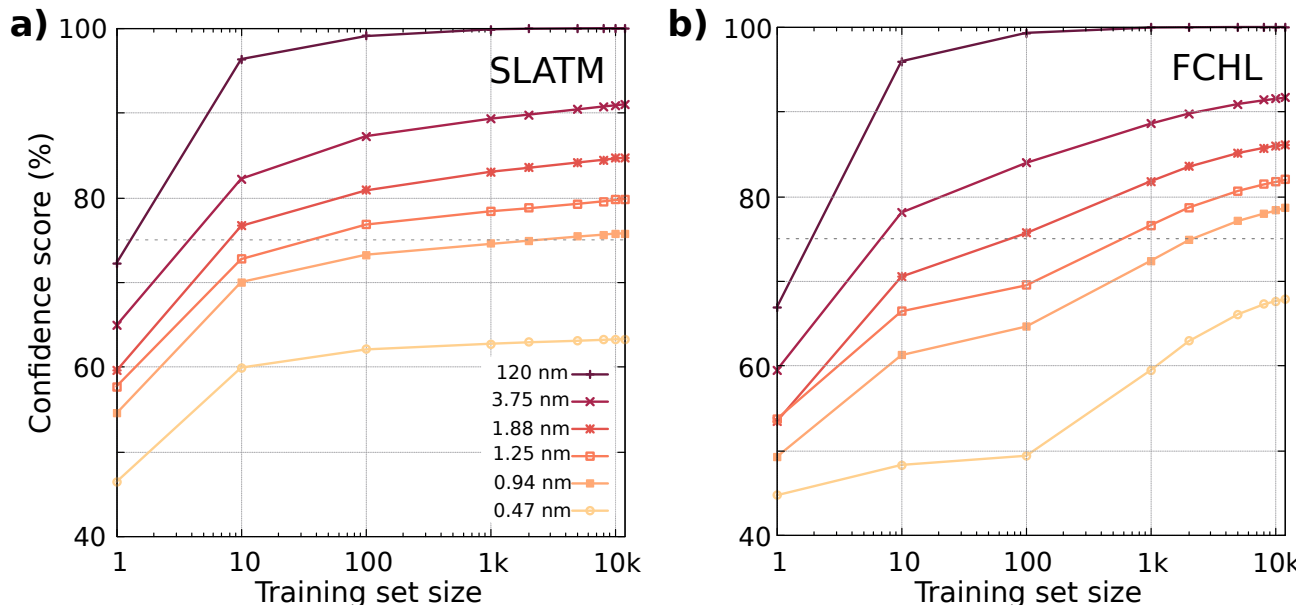 a)
100
80
60
40
Confidence score (%)
SLATM
120 nm
3.75 nm
1.88 nm
1.25 nm
0.94 nm
0.47 nm
1
10
100
1k
10k
Training set size
b)
100
80
60
40
FCHL
1
10
100
1k
10k
Training set size